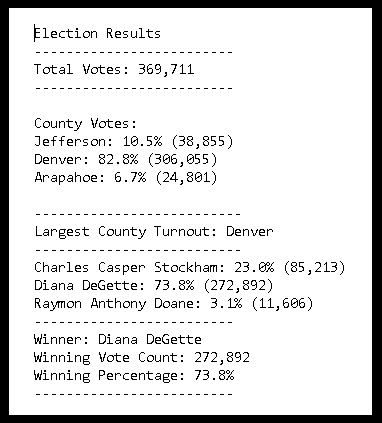 Election Results
-------------------------
Total Votes: 369,711
-------------------------
County Votes:
Jefferson: 10.5% (38,855)
Denver: 82.8% (306,055)
Arapahoe: 6.7% (24,801)
--------------------------
Largest County Turnout: Denver
--------------------------
Charles Casper Stockham: 23.0% (85,213)
Diana DeGette: 73.8% (272,892)
Raymon Anthony Doane: 3.1% (11,606)
-------------------------
Winner: Diana DeGette
Winning Vote Count: 272,892
Winning Percentage: 73.8%
-------------------------